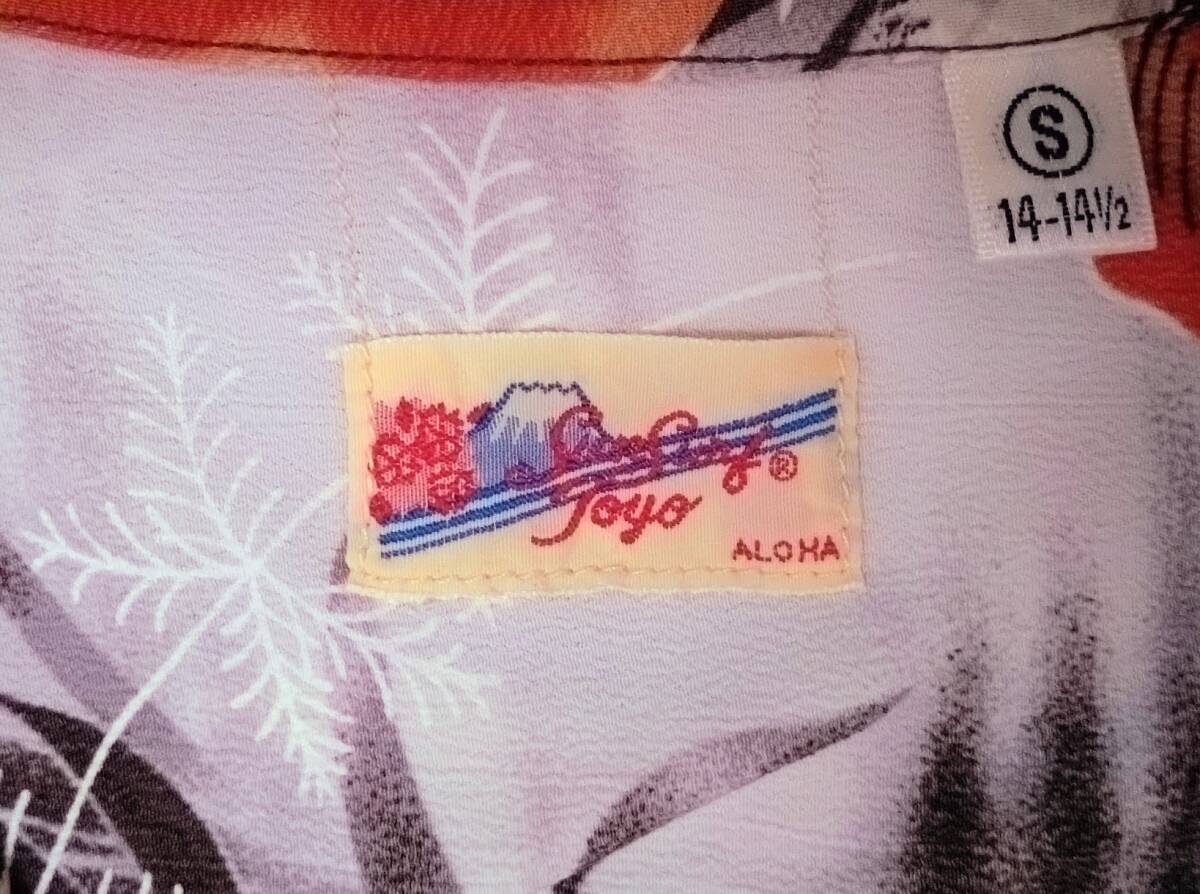 S
14-14½
Sun Surf®
Toyo
ALOHA